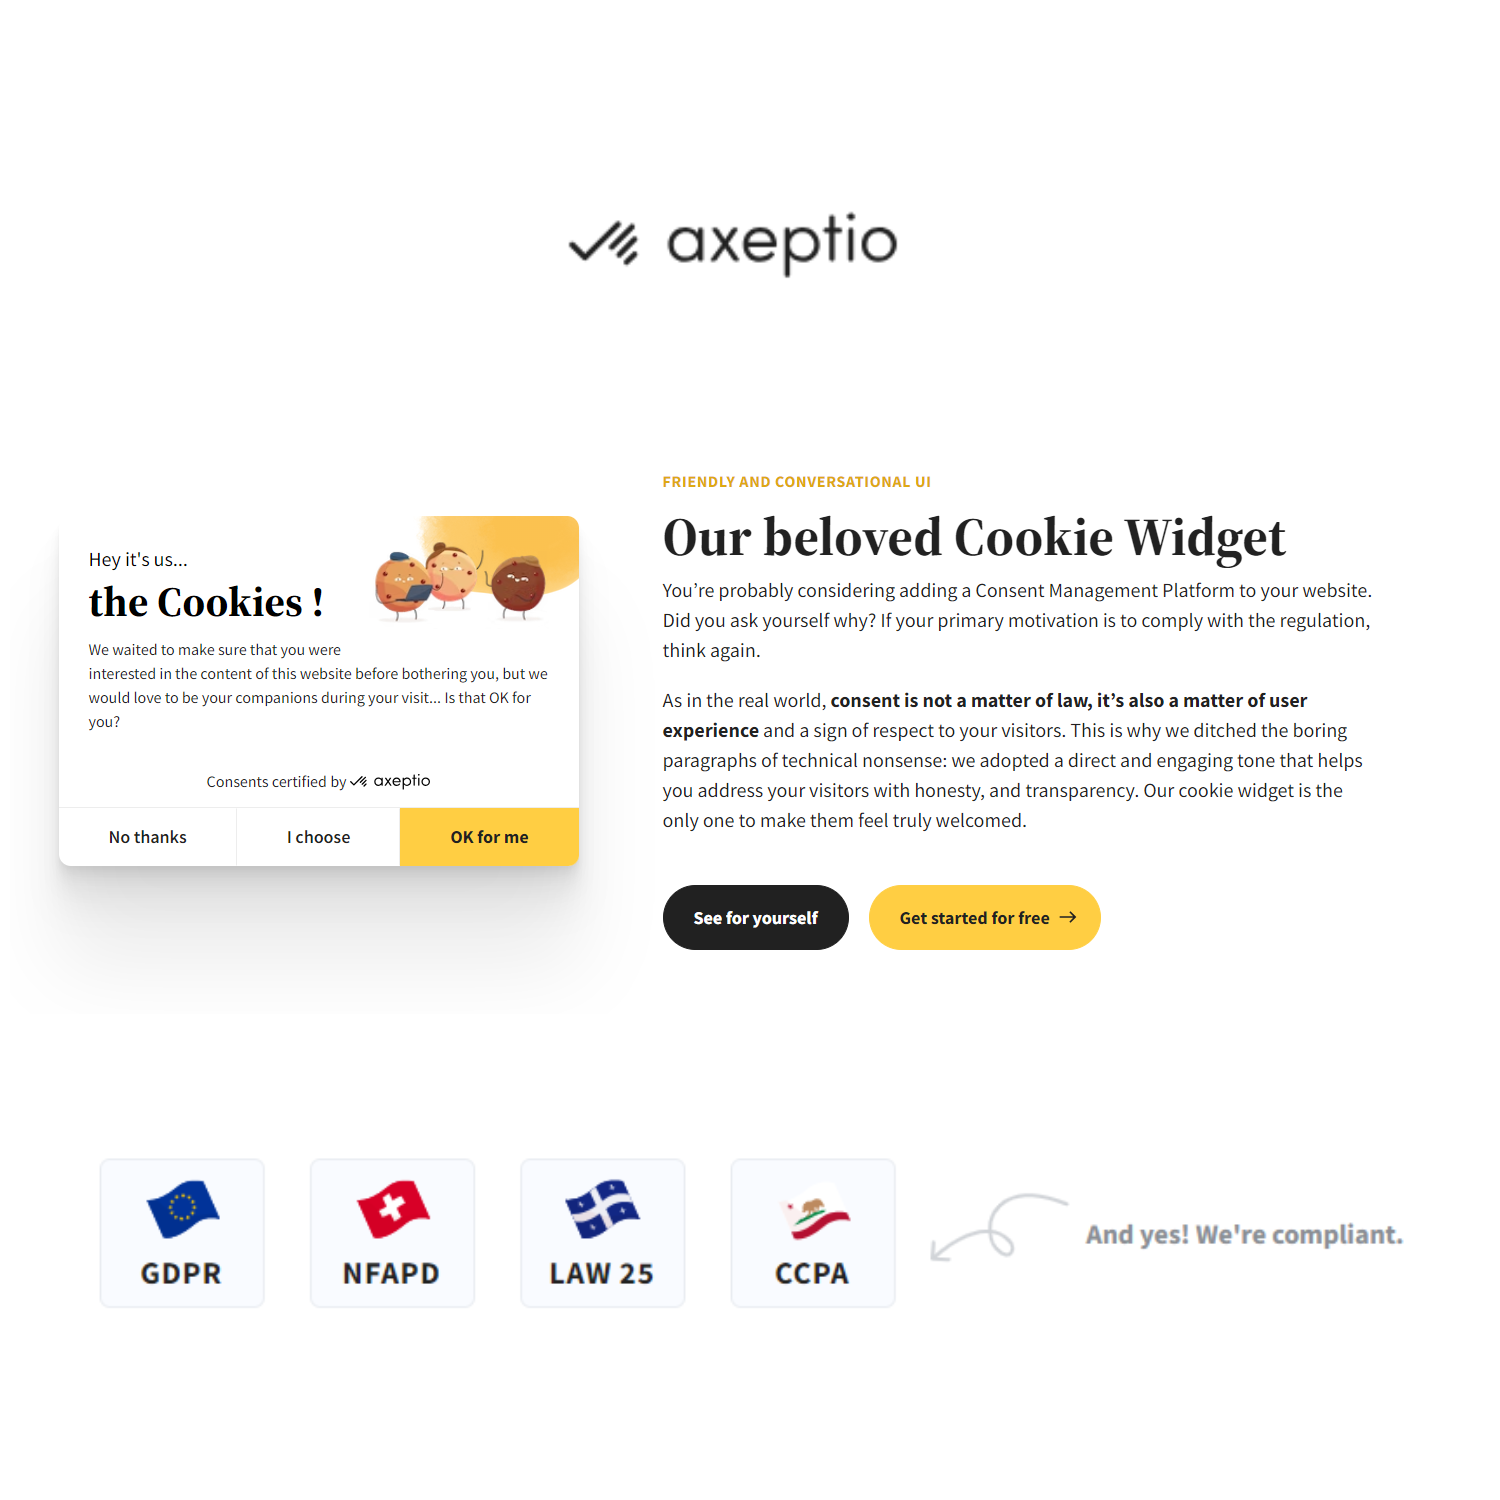 axeptio
Hey it's us...
the Cookies !
We waited to make sure that you were
interested in the content of this website before bothering you, but we
would love to be your companions during your visit... Is that OK for
you?
Consents certified by axeptio
No thanks
I choose
OK for me
FRIENDLY AND CONVERSATIONAL UI
Our beloved Cookie Widget
You’re probably considering adding a Consent Management Platform to your website.
Did you ask yourself why? If your primary motivation is to comply with the regulation,
think again.
As in the real world, consent is not a matter of law, it’s also a matter of user
experience and a sign of respect to your visitors. This is why we ditched the boring
paragraphs of technical nonsense: we adopted a direct and engaging tone that helps
you address your visitors with honesty, and transparency. Our cookie widget is the
only one to make them feel truly welcomed.
See for yourself
Get started for free →
GDPR
NFAPD
LAW 25
CCPA
And yes! We're compliant.